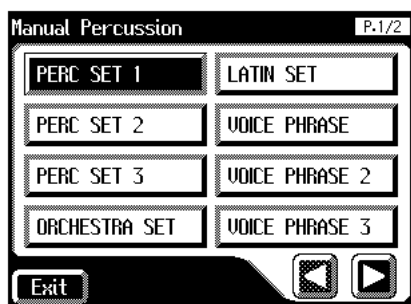 Manual Percussion P.1/2
PERC SET 1 LATIN SET
PERC SET 2 VOICE PHRASE
PERC SET 3 VOICE PHRASE 2
ORCHESTRA SET VOICE PHRASE 3
Exit